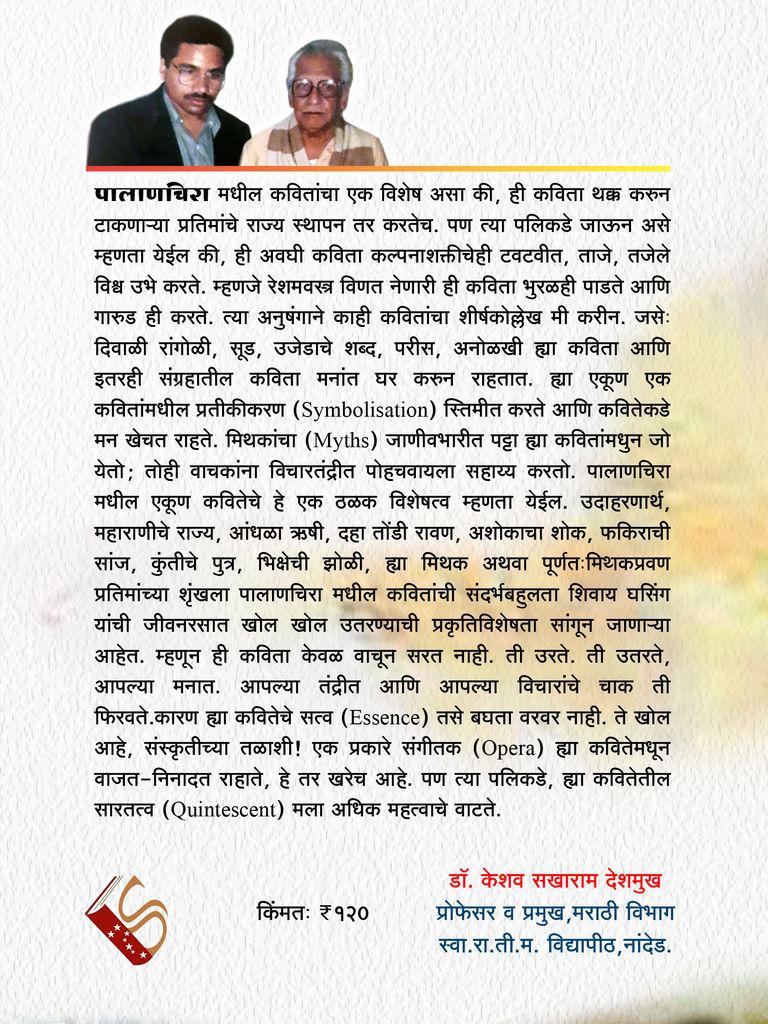 पालाणचिरा मधील कवितांचा एक विशेष असा की, ही कविता थक्क करुन
टाकणाऱ्या प्रतिमांचे राज्य स्थापन तर करतेच. पण त्या पलिकडे जाऊन असे
म्हणता येईल की, ही अवघी कविता कल्पनाशक्तीचेही टवटवीत, ताजे, तजेले
विश्व उभे करते. म्हणजे रेशमवस्त्र विणत नेणारी ही कविता भुरळही पाडते आणि
गारुड ही करते. त्या अनुषंगाने काही कवितांचा शीर्षकोल्लेख मी करीन. जसेः
दिवाळी रांगोळी, सूड, उजेडाचे शब्द, परीस, अनोळखी ह्या कविता आणि
इतरही संग्रहातील कविता मनांत घर करुन राहतात. ह्या एकूण एक
कवितांमधील प्रतीकीकरण (Symbolisation) स्तिमीत करते आणि कवितेकडे
मन खेचत राहते. मिथकांचा (Myths) जाणीवभारीत पट्टा ह्या कवितांमधुन जो
येतो; तोही वाचकांना विचारतंद्रीत पोहचवायला सहाय्य करतो. पालाणचिरा
मधील एकूण कवितेचे हे एक ठळक विशेषत्व म्हणता येईल. उदाहरणार्थ,
महाराणीचे राज्य, आंधळा ऋषी, दहा तोंडी रावण, अशोकाचा शोक, फकिराची
सांज, कुंतीचे पुत्र, भिक्षेची झोळी, ह्या मिथक अथवा पूर्णतःमिथकप्रवण
प्रतिमांच्या शृंखला पालाणचिरा मधील कवितांची संदर्भबहुलता शिवाय घसिंग
यांची जीवनरसात खोल खोल उतरण्याची प्रकृतिविशेषता सांगून जाणाऱ्या
आहेत. म्हणून ही कविता केवळ वाचून सरत नाही. ती उरते. ती उतरते,
आपल्या मनात. आपल्या तंद्रीत आणि आपल्या विचारांचे चाक ती
फिरवते.कारण ह्या कवितेचे सत्व (Essence) तसे बघता वरवर नाही. ते खोल
आहे, संस्कृतीच्या तळाशी! एक प्रकारे संगीतक (Opera) ह्या कवितेमधून
वाजत-निनादत राहाते, हे तर खरेच आहे. पण त्या पलिकडे, ह्या कवितेतील
सारतत्व (Quintescent) मला अधिक महत्वाचे वाटते.
डॉ. केशव सखाराम देशमुख
किंमतः ₹१२०
प्रोफेसर व प्रमुख,मराठी विभाग
स्वा.रा.ती.म. विद्यापीठ,नांदेड.